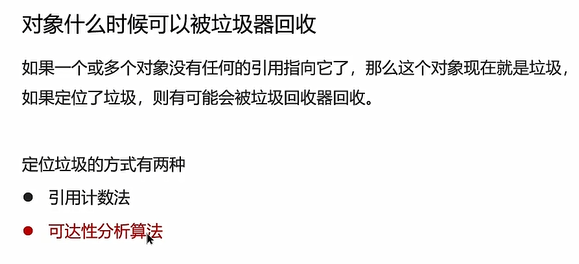 对象什么时候可以被垃圾器回收
如果一个或多个对象没有任何的引用指向它了，那么这个对象现在就是垃圾，
如果定位了垃圾，则有可能会被垃圾回收器回收。
定位垃圾的方式有两种
● 引用计数法
● 可达性分析算法